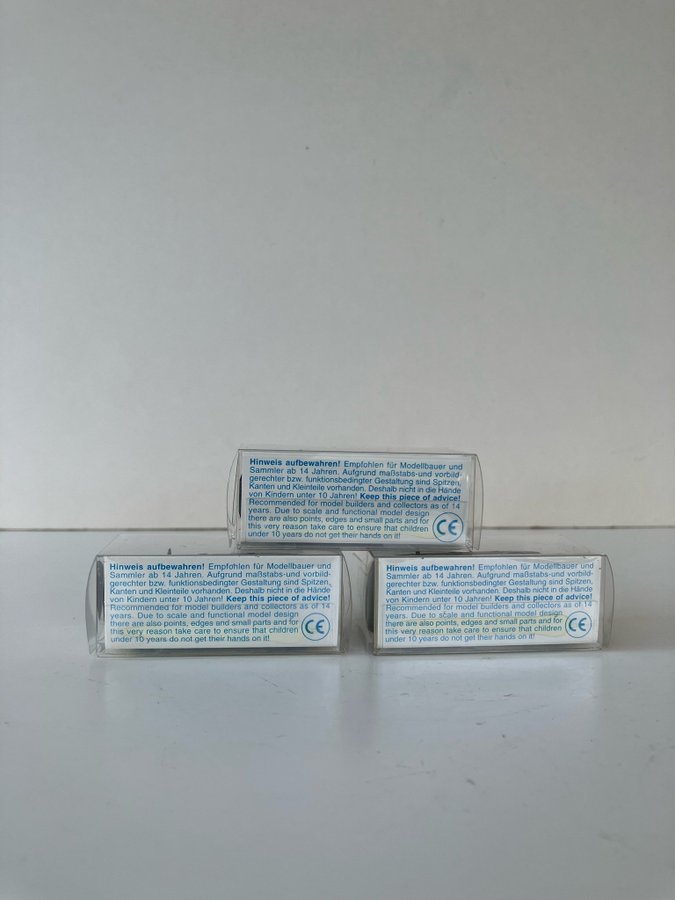 Hinweis aufbewahren! Empfohlen für Modellbauer und
Sammler ab 14 Jahren. Aufgrund maßstabs-und vorbild-
gerechter bzw. funktionsbedingter Gestaltung sind Spitzen,
Kanten und Kleinteile vorhanden. Deshalb nicht in die Hände
von Kindern unter 10 Jahren! Keep this piece of advice!
Recommended for model builders and collectors as of 14
years. Due to scale and functional model design
there are also points, edges and small parts and for
this very reason take care to ensure that children
under 10 years do not get their hands on it!
CE
Hinweis aufbewahren! Empfohlen für Modellbauer und
Sammler ab 14 Jahren. Aufgrund maßstabs-und vorbild-
gerechter bzw. funktionsbedingter Gestaltung sind Spitzen,
Kanten und Kleinteile vorhanden. Deshalb nicht in die Hände
von Kindern unter 10 Jahren! Keep this piece of advice!
Recommended for model builders and collectors as of 14
years. Due to scale and functional model design
there are also points, edges and small parts and for
this very reason take care to ensure that children
under 10 years do not get their hands on it!
CE
Hinweis aufbewahren! Empfohlen für Modellbauer und
Sammler ab 14 Jahren. Aufgrund maßstabs-und vorbild-
gerechter bzw. funktionsbedingter Gestaltung sind Spitzen,
Kanten und Kleinteile vorhanden. Deshalb nicht in die Hände
von Kindern unter 10 Jahren! Keep this piece of advice!
Recommended for model builders and collectors as of 14
years. Due to scale and functional model design
there are also points, edges and small parts and for
this very reason take care to ensure that children
under 10 years do not get their hands on it!
CE